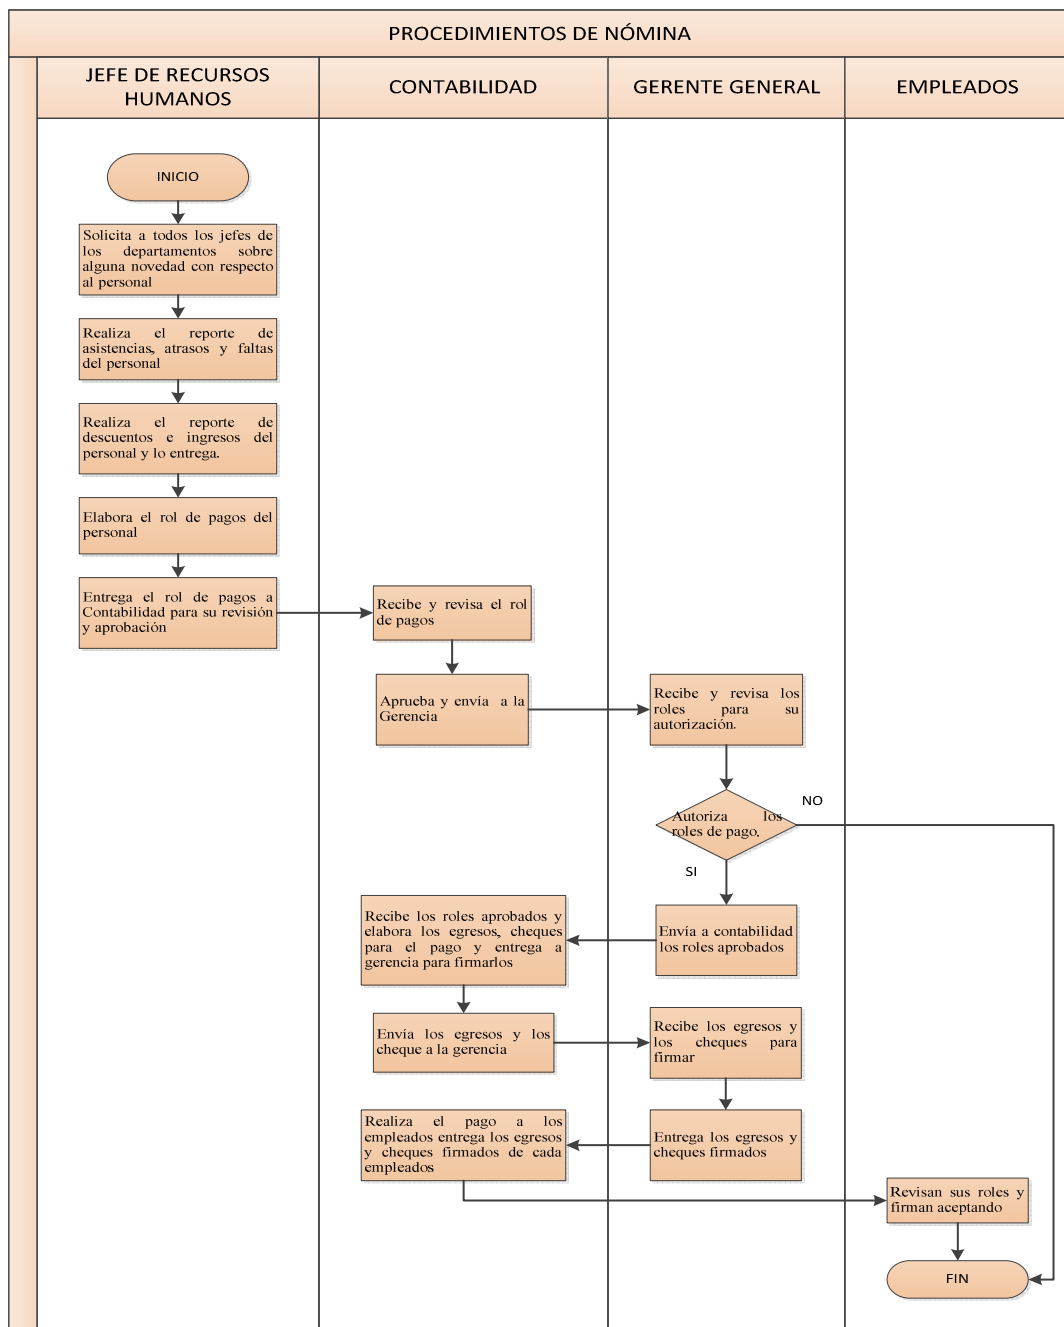 PROCEDIMIENTOS DE NÓMINA
JEFE DE RECURSOS
HUMANOS
CONTABILIDAD
GERENTE GENERAL
EMPLEADOS
INICIO
Solicita a todos los jefes de
los departamentos sobre
alguna novedad con respecto
al personal
Realiza el reporte de
asistencias, atrasos y faltas
del personal
Realiza el reporte de
descuentos e ingresos del
personal y lo entrega.
Elabora el rol de pagos del
personal
Entrega el rol de pagos a
Contabilidad para su revisión
y aprobación
Recibe y revisa el rol
de pagos
Aprueba y envía a la
Gerencia
Recibe y revisa los
roles para su
autorización.
Autoriza los
roles de pago.
NO
SI
Envía a contabilidad
los roles aprobados
Recibe los roles aprobados y
elabora los egresos, cheques
para el pago y entrega a
gerencia para firmarlos
Envía los egresos y los
cheque a la gerencia
Recibe los egresos y
los cheques para
firmar
Entrega los egresos y
cheques firmados
Realiza el pago a los
empleados entrega los egresos
y cheques firmados de cada
empleados
Revisan sus roles y
firman aceptando
FIN